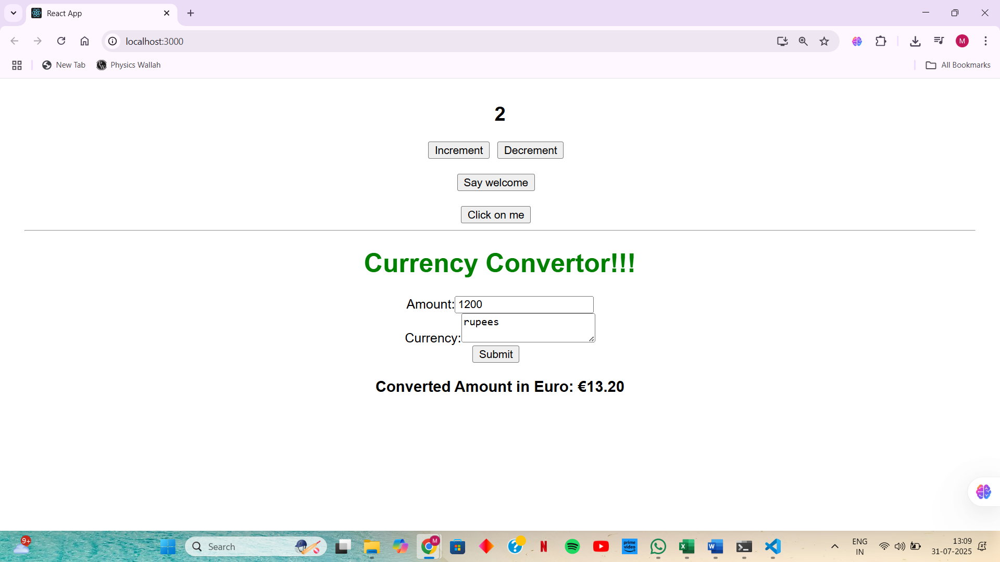 React App
localhost:3000
M
New Tab
Physics Wallah
All Bookmarks
2
Increment
Decrement
Say welcome
Click on me
Currency Convertor!!!
Amount:
1200
rupees
Currency:
Submit
Converted Amount in Euro: €13.20
9+
Search
M
N
prime video
X
W
ENG
IN
13:09
31-07-2025